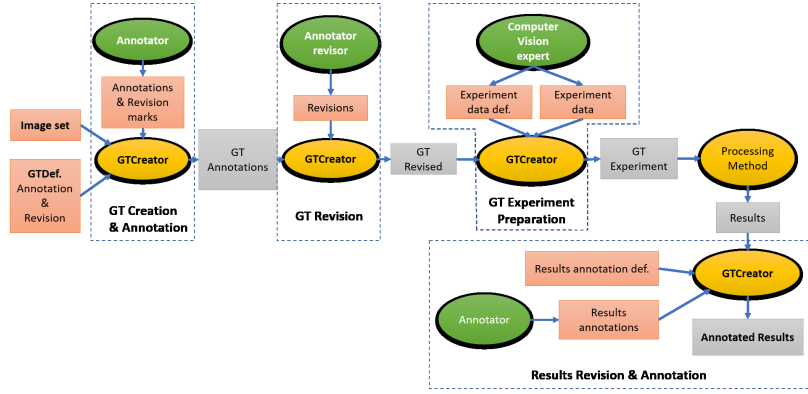 Annotator
Annotations
& Revision
marks
Image set
GTDef.
Annotation
&
Revision
GTCreator
GT Creation
& Annotation
GT
Annotations
Annotator
revisor
Revisions
GTCreator
GT Revision
GT
Revised
Computer
Vision
expert
Experiment
data def.
Experiment
data
GTCreator
GT Experiment
Preparation
GT
Experiment
Processing
Method
Results
Results annotation def.
GTCreator
Annotator
Results
annotations
Annotated Results
Results Revision & Annotation